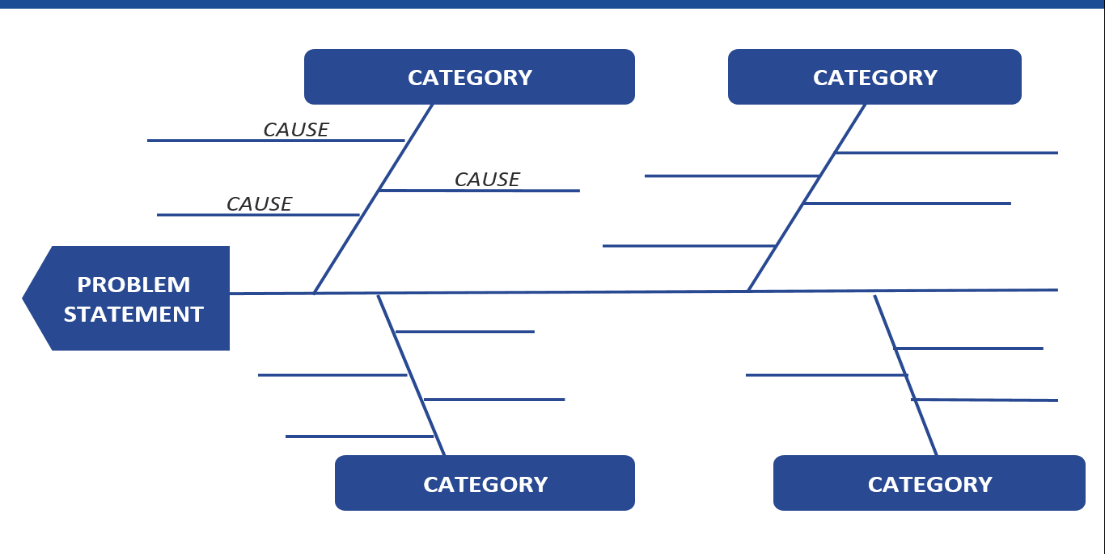 CATEGORY
CATEGORY
CAUSE
CAUSE
CAUSE
PROBLEM
STATEMENT
CATEGORY
CATEGORY